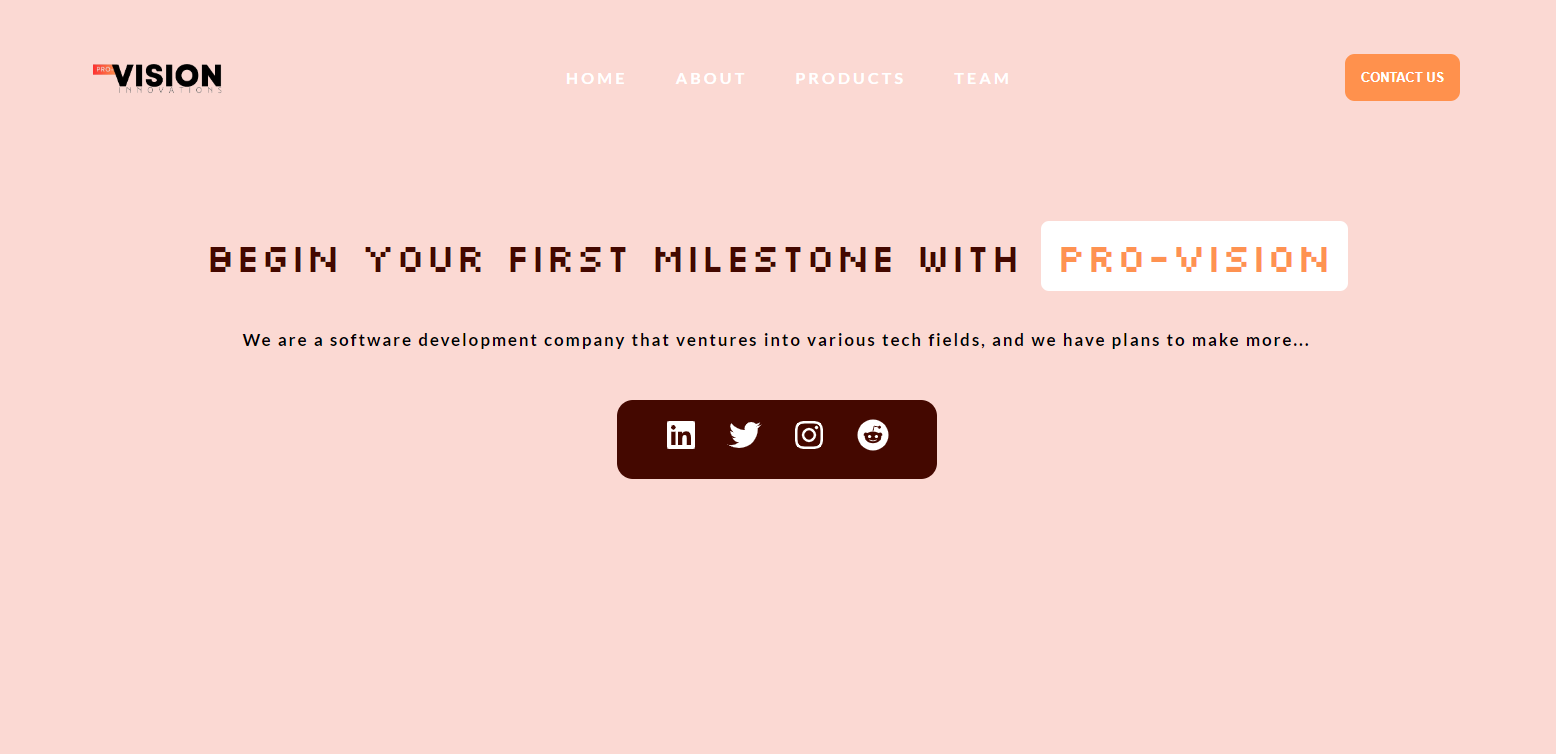 PRO VISION
INNOVATIONS
HOME ABOUT PRODUCTS TEAM
CONTACT US
BEGIN YOUR FIRST MILESTONE WITH PRO-VISION
We are a software development company that ventures into various tech fields, and we have plans to make more...
in